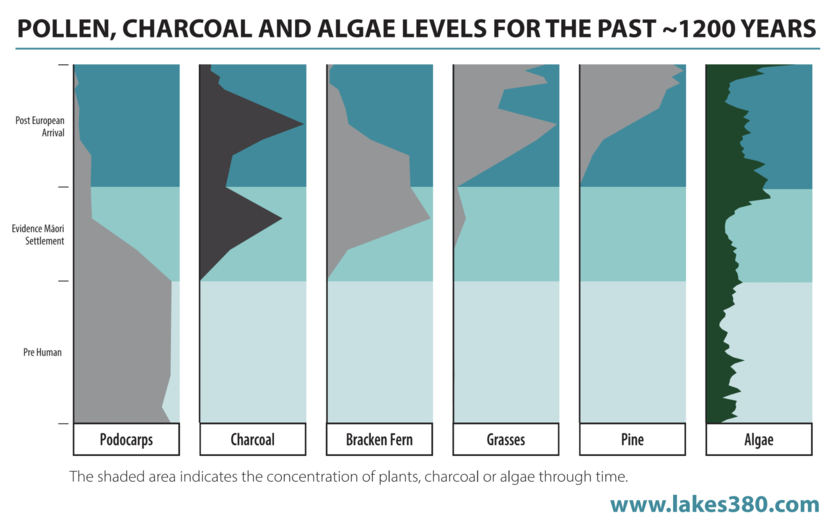 POLLEN, CHARCOAL AND ALGAE LEVELS FOR THE PAST ~1200 YEARS
Post European
Arrival
Evidence Māori
Settlement
Pre Human
Podocarps
Charcoal
Bracken Fern
Grasses
Pine
Algae
The shaded area indicates the concentration of plants, charcoal or algae through time.
www.lakes380.com